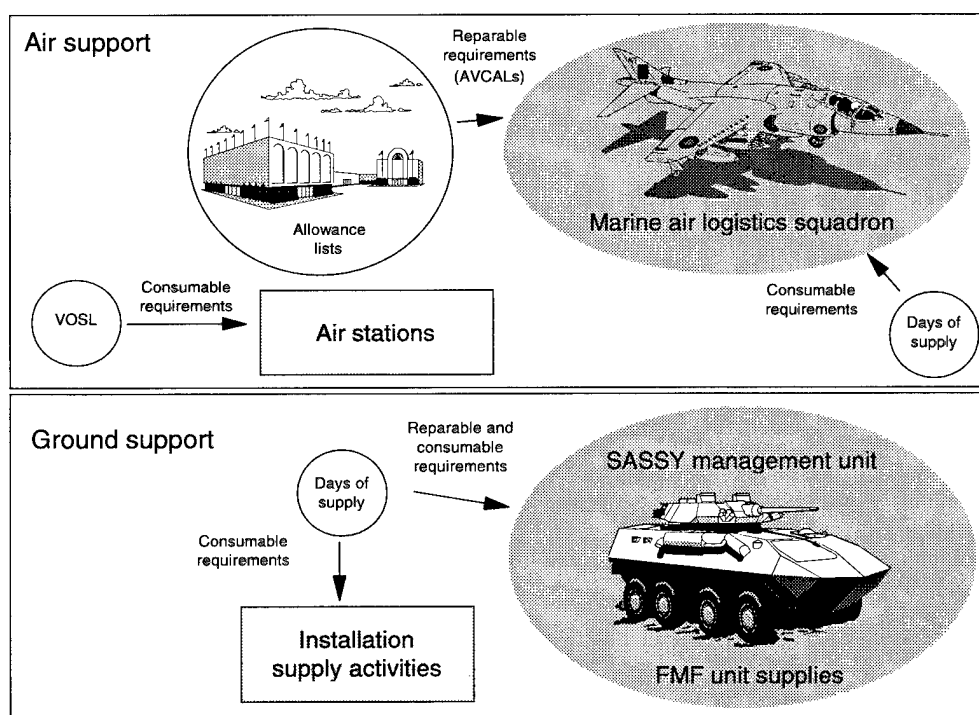 Air support
Reparable
requirements
(AVCALs)
Allowance
lists
Marine air logistics squadron
VOSL
Consumable
requirements
Air stations
Consumable
requirements
Days of
supply
Ground support
Reparable and
consumable
requirements
Days of
supply
SASSY management unit
Consumable
requirements
Installation
supply activities
FMF unit supplies